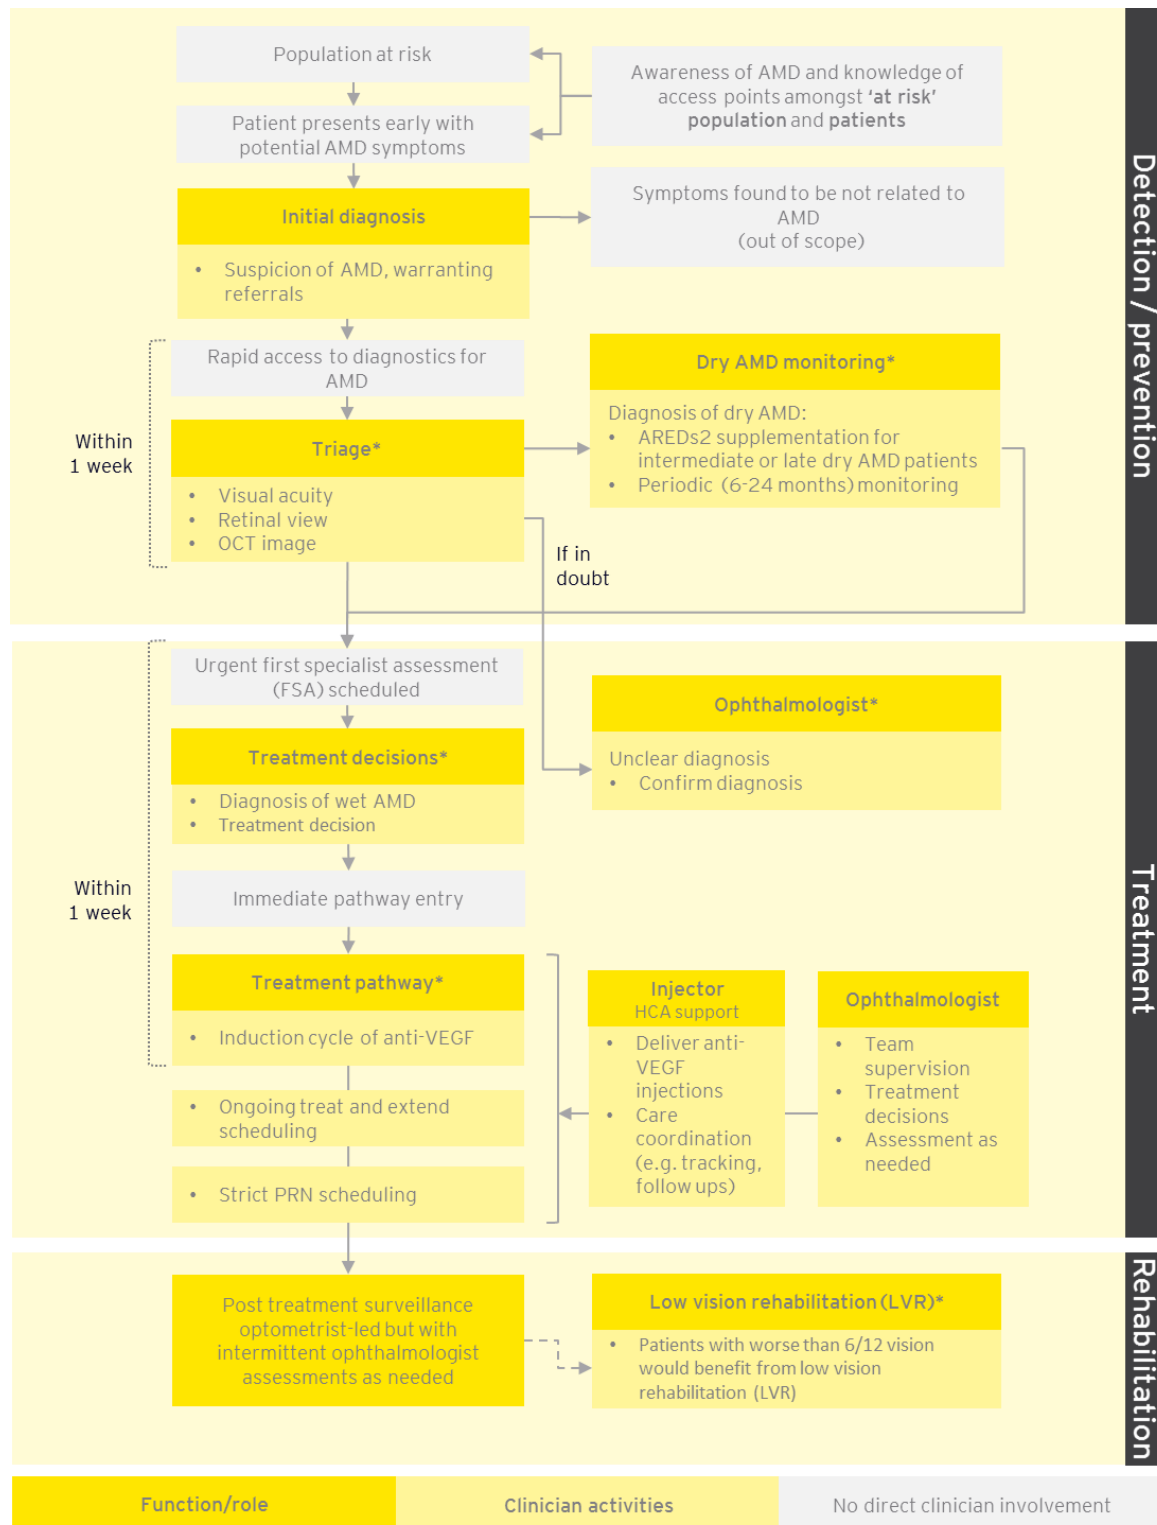 Population at risk
Awareness of AMD and knowledge of
access points amongst ‘at risk’
population and patients
Patient presents early with
potential AMD symptoms
Initial diagnosis
• Suspicion of AMD, warranting
referrals
Symptoms found to be not related to
AMD
(out of scope)
Rapid access to diagnostics for
AMD
Within
1 week
Triage*
• Visual acuity
• Retinal view
• OCT image
Dry AMD monitoring*
Diagnosis of dry AMD:
• AREDs2 supplementation for
intermediate or late dry AMD patients
• Periodic (6-24 months) monitoring
If in
doubt
Detection / prevention
Urgent first specialist assessment
(FSA) scheduled
Treatment decisions*
• Diagnosis of wet AMD
• Treatment decision
Ophthalmologist*
Unclear diagnosis
• Confirm diagnosis
Within
1 week
Immediate pathway entry
Treatment pathway*
• Induction cycle of anti-VEGF
• Ongoing treat and extend
scheduling
• Strict PRN scheduling
Injector
HCA support
• Deliver anti-
VEGF
injections
• Care
coordination
(e.g. tracking,
follow ups)
Ophthalmologist
• Team
supervision
• Treatment
decisions
• Assessment as
needed
Treatment
Post treatment surveillance
optometrist-led but with
intermittent ophthalmologist
assessments as needed
Low vision rehabilitation (LVR)*
• Patients with worse than 6/12 vision
would benefit from low vision
rehabilitation (LVR)
Rehabilitation
Function/role
Clinician activities
No direct clinician involvement